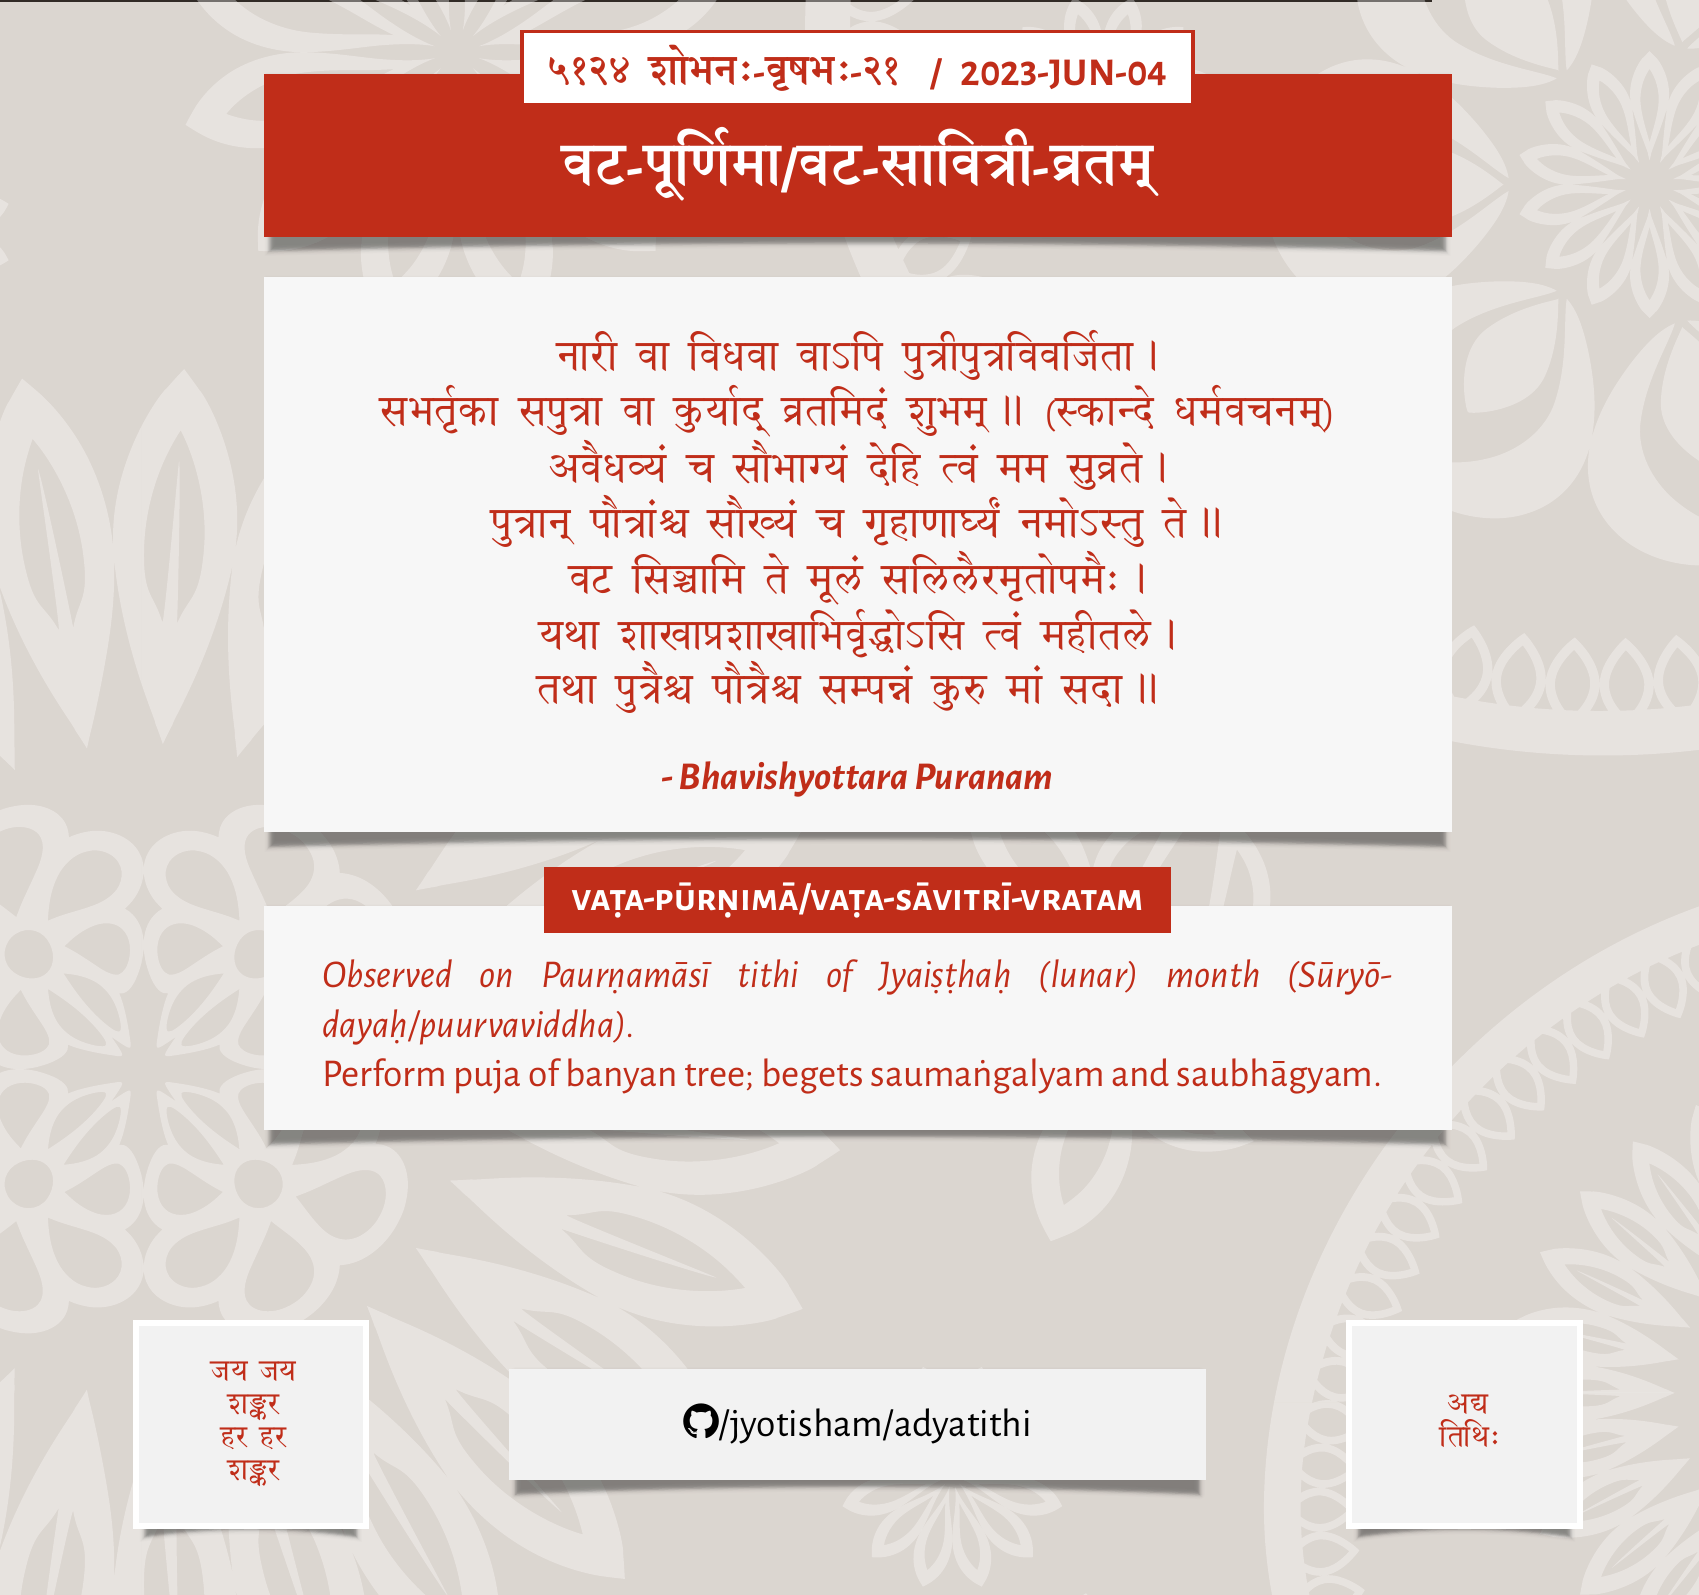 ५१२४ शोभनः-वृषभः-२१ / 2023-JUN-04
वट-पूर्णिमा/वट-सावित्री-व्रतम्
नारी वा विधवा वाऽपि पुत्रीपुत्रविवर्जिता ।
सभर्तृका सपुत्रा वा कुर्याद् व्रतमिदं शुभम् ॥ (स्कान्दे धर्मवचनम्)
अवैधव्यं च सौभाग्यं देहि त्वं मम सुव्रते ।
पुत्रान् पौत्रांश्च सौख्यं च गृहाणार्घ्यं नमोऽस्तु ते ॥
वट सिञ्चामि ते मूलं सलिलैरमृतोपमैः ।
यथा शाखाप्रशाखाभिर्वृद्धोऽसि त्वं महीतले ।
तथा पुत्रैश्च पौत्रैश्च सम्पन्नं कुरु मां सदा ॥
- Bhavishyottara Puranam
VAṬA-PŪRṆIMĀ/VAṬA-SĀVITRĪ-VRATAM
Observed on Paurṇamāsī tithi of Jyaiṣṭhaḥ (lunar) month (Sūryō-
dayaḥ/puurvaviddha).
Perform puja of banyan tree; begets saumaṅgalyam and saubhāgyam.
जय जय
शङ्कर
हर हर
शङ्कर
/jyotisham/adyatithi
अद्य
तिथिः